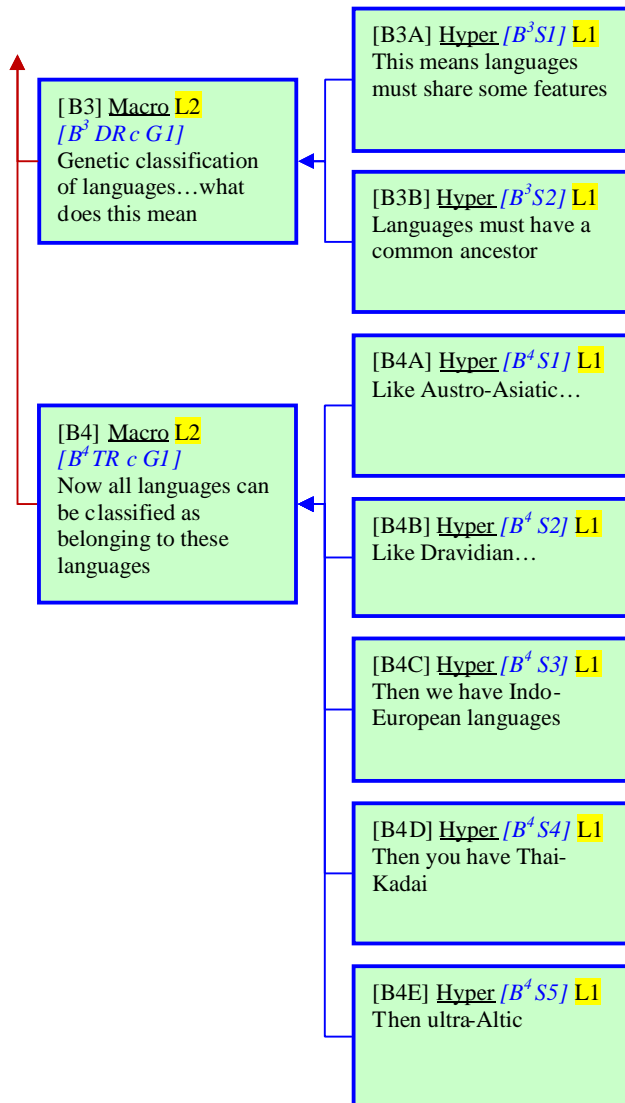 [B3A] Hyper [B³S1] L1
This means languages
must share some features
[B3] Macro L2
[B³ DR c G1]
Genetic classification
of languages…what
does this mean
[B3B] Hyper [B³S2] L1
Languages must have a
common ancestor
[B4A] Hyper [B⁴ S1] L1
Like Austro-Asiatic…
[B4] Macro L2
[B⁴ TR c G1]
Now all languages can
be classified as
belonging to these
languages
[B4B] Hyper [B⁴ S2] L1
Like Dravidian…
[B4C] Hyper [B⁴ S3] L1
Then we have Indo-
European languages
[B4D] Hyper [B⁴ S4] L1
Then you have Thai-
Kadai
[B4E] Hyper [B⁴ S5] L1
Then ultra-Altic